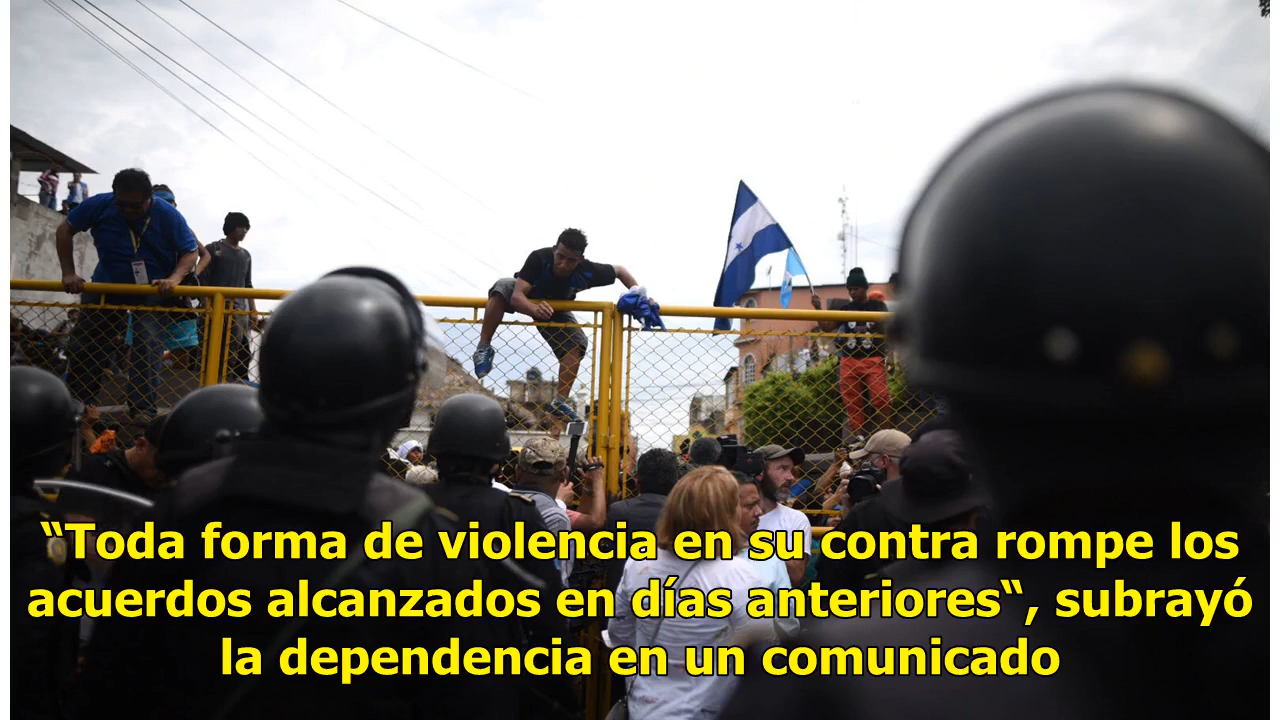 “Toda forma de violencia en su contra rompe los
acuerdos alcanzados en días anteriores“, subrayó
la dependencia en un comunicado